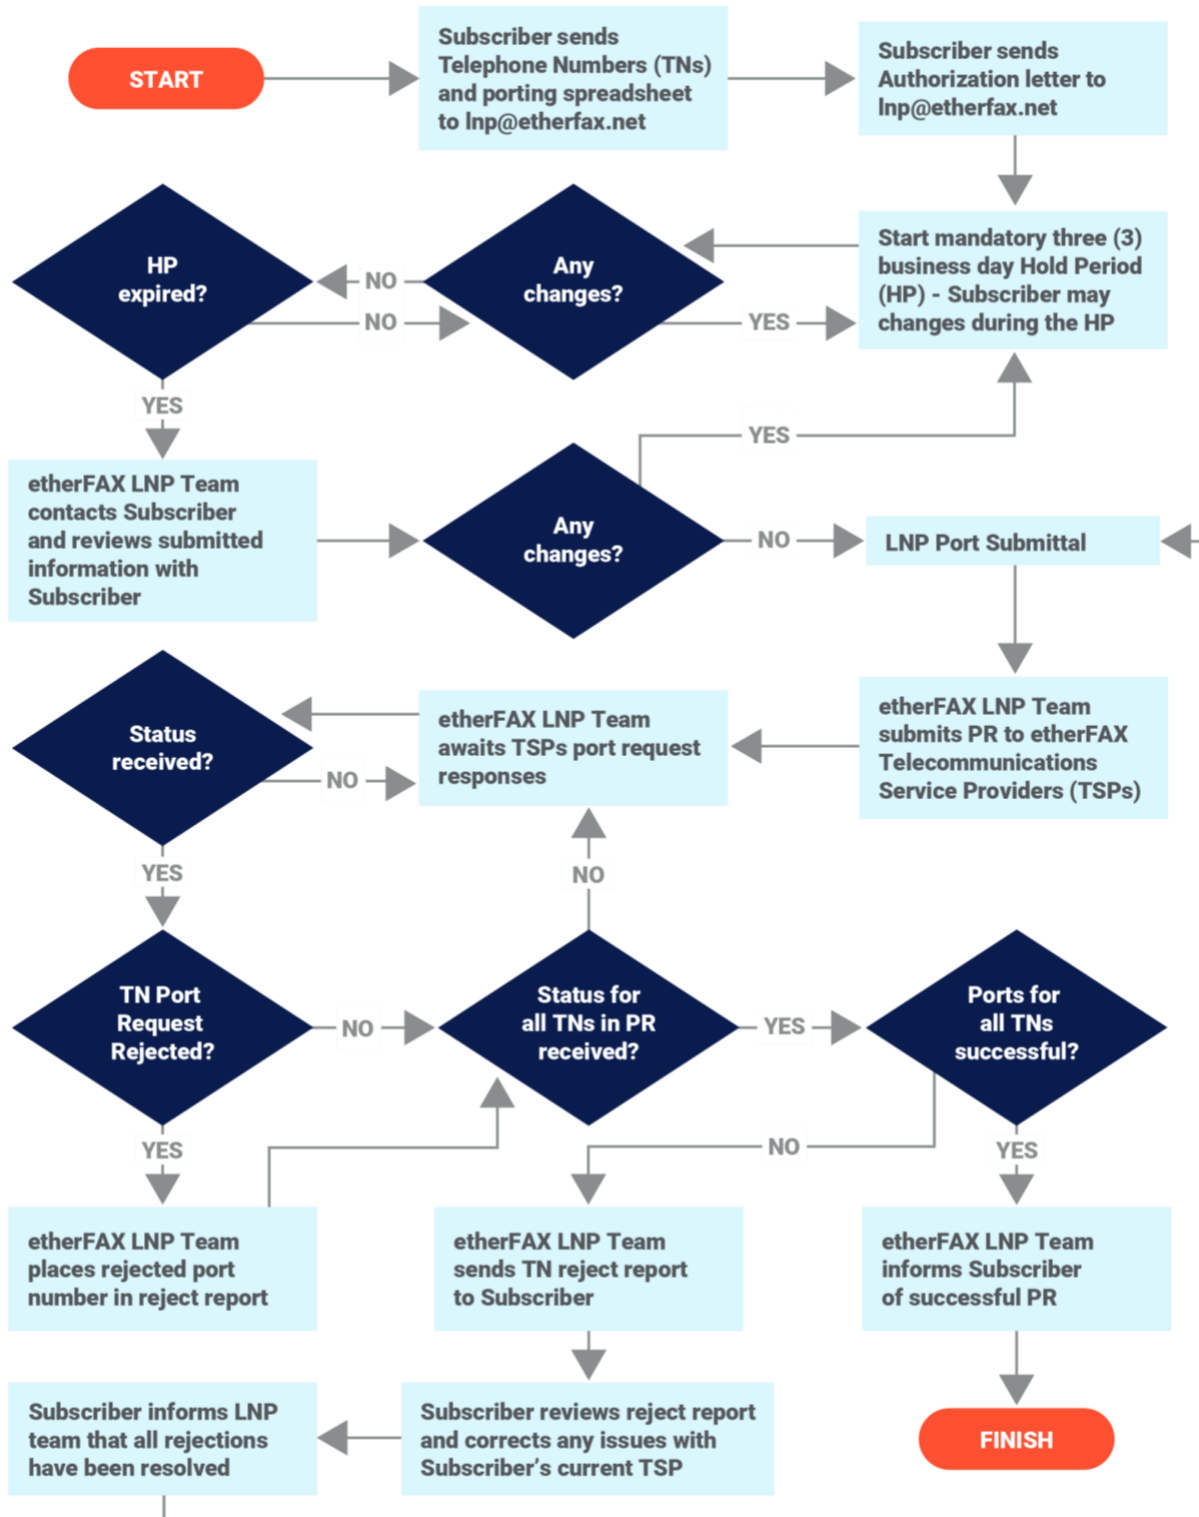 START
Subscriber sends
Telephone Numbers (TNs)
and porting spreadsheet
to lnp@etherfax.net
Subscriber sends
Authorization letter to
lnp@etherfax.net
HP
expired?
NO
NO
Any
changes?
YES
Start mandatory three (3)
business day Hold Period
(HP) - Subscriber may
changes during the HP
YES
YES
etherFAX LNP Team
contacts Subscriber
and reviews submitted
information with
Subscriber
Any
changes?
NO
LNP Port Submittal
Status
received?
NO
etherFAX LNP Team
awaits TSPs port request
responses
etherFAX LNP Team
submits PR to etherFAX
Telecommunications
Service Providers (TSPs)
YES
NO
TN Port
Request
Rejected?
NO
Status for
all TNs in PR
received?
YES
Ports for
all TNs
successful?
YES
NO
YES
etherFAX LNP Team
places rejected port
number in reject report
etherFAX LNP Team
sends TN reject report
to Subscriber
etherFAX LNP Team
informs Subscriber
of successful PR
Subscriber informs LNP
team that all rejections
have been resolved
Subscriber reviews reject report
and corrects any issues with
Subscriber’s current TSP
FINISH